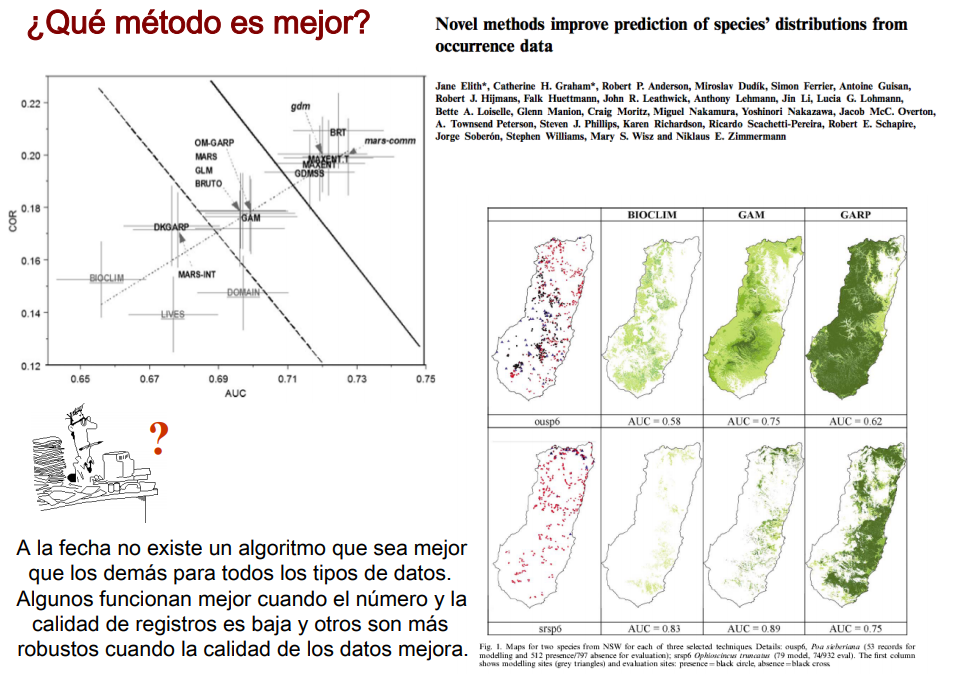 ¿Qué método es mejor?
Novel methods improve prediction of species' distributions from
occurrence data
Jane Elith*, Catherine H. Graham*, Robert P. Anderson, Miroslav Dudík, Simon Ferrier, Antoine Guisan,
Robert J. Hijmans, Falk Huettmann, John R. Leathwick, Anthony Lehmann, Jin Li, Lucia G. Lohmann,
Bette A. Loiselle, Glenn Manion, Craig Moritz, Miguel Nakamura, Yoshinori Nakazawa, Jacob McC. Overton,
A. Townsend Peterson, Steven J. Phillips, Karen Richardson, Ricardo Scachetti-Pereira, Robert E. Schapire,
Jorge Soberón, Stephen Williams, Mary S. Wisz and Niklaus E. Zimmermann
COR
0.22
0.20
0.18
0.16
0.14
0.12
gdm
BRT
mars-comm
MAXENT.T
MAXENT
GDMSS
OM-GARP
MARS
GLM
BRUTO
GAM
DKGARP
MARS-INT
BIOCLIM
DOMAIN
LIVES
0.65 0.67 0.69 0.71 0.73 0.75
AUC
?
A la fecha no existe un algoritmo que sea mejor
que los demás para todos los tipos de datos.
Algunos funcionan mejor cuando el número y la
calidad de registros es baja y otros son más
robustos cuando la calidad de los datos mejora.
BIOCLIM GAM GARP
ousp6 AUC = 0.58 AUC = 0.75 AUC = 0.62
srsp6 AUC = 0.83 AUC = 0.89 AUC = 0.75
Fig. 1. Maps for two species from NSW for each of three selected techniques. Details: ousp6, Poa sieberiana (53 records for
modelling and 512 presence/797 absence for evaluation); srsp6 Ophioscincus truncatus (79 model, 74/932 eval). The first column
shows modelling sites (grey triangles) and evaluation sites: presence = black circle, absence = black cross.